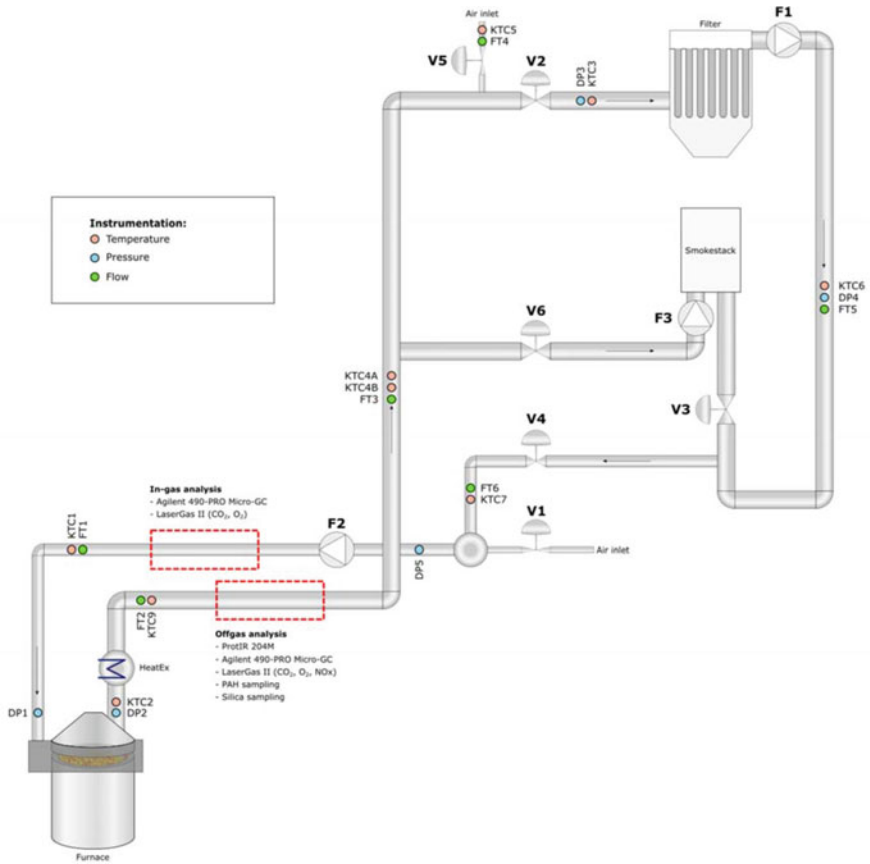 Air inlet
KTC5
FT4
V5
V2
DP3
KTC3
Filter
F1
Instrumentation:
Temperature
Pressure
Flow
Smokestack
KTC6
DP4
FT5
V6
F3
KTC4A
KTC4B
FT3
V3
V4
In-gas analysis
- Agilent 490-PRO Micro-GC
- LaserGas II (CO₂, O₂)
FT6
KTC7
KTC1
FT1
F2
V1
DP5
Air inlet
FT2
KTC9
Offgas analysis
- ProtIR 204M
- Agilent 490-PRO Micro-GC
- LaserGas II (CO₂, O₂, NOx)
- PAH sampling
- Silica sampling
HeatEx
KTC2
DP1
DP2
Furnace